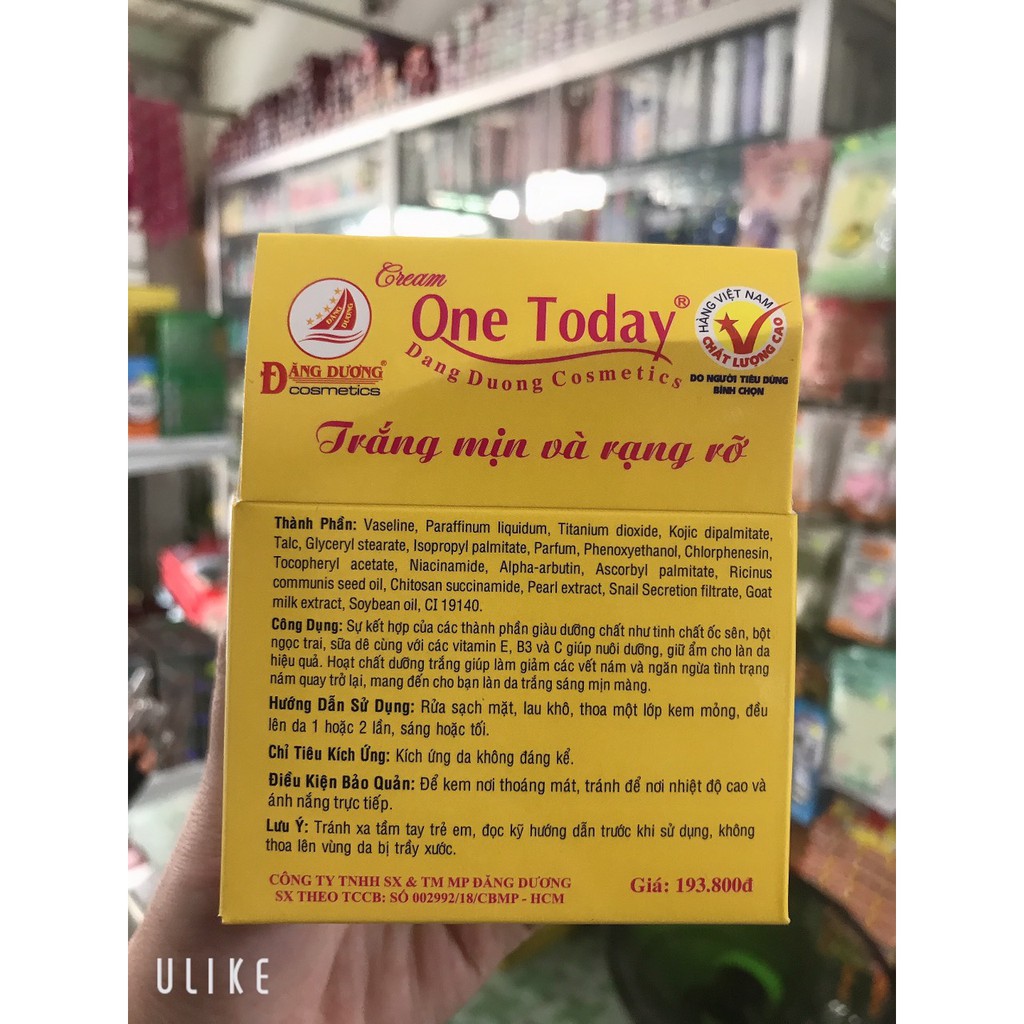 Cream
One Today®
Dang Duong Cosmetics
ĐĂNG DƯƠNG
ĐĂNG DƯƠNG®
cosmetics
HÀNG VIỆT NAM
CHẤT LƯỢNG CAO
DO NGƯỜI TIÊU DÙNG
BÌNH CHỌN
Trắng mịn và rạng rỡ
Thành Phần: Vaseline, Paraffinum liquidum, Titanium dioxide, Kojic dipalmitate,
Talc, Glyceryl stearate, Isopropyl palmitate, Parfum, Phenoxyethanol, Chlorphenesin,
Tocopheryl acetate, Niacinamide, Alpha-arbutin, Ascorbyl palmitate, Ricinus
communis seed oil, Chitosan succinamide, Pearl extract, Snail Secretion filtrate, Goat
milk extract, Soybean oil, CI 19140.
Công Dụng: Sự kết hợp của các thành phần giàu dưỡng chất như tinh chất ốc sên, bột
ngọc trai, sữa dê cùng với các vitamin E, B3 và C giúp nuôi dưỡng, giữ ẩm cho làn da
hiệu quả. Hoạt chất dưỡng trắng giúp làm giảm các vết nám và ngăn ngừa tình trạng
nám quay trở lại, mang đến cho bạn làn da trắng sáng mịn màng.
Hướng Dẫn Sử Dụng: Rửa sạch mặt, lau khô, thoa một lớp kem mỏng, đều
lên da 1 hoặc 2 lần, sáng hoặc tối.
Chỉ Tiêu Kích Ứng: Kích ứng da không đáng kể.
Điều Kiện Bảo Quản: Để kem nơi thoáng mát, tránh để nơi nhiệt độ cao và
ánh nắng trực tiếp.
Lưu Ý: Tránh xa tầm tay trẻ em, đọc kỹ hướng dẫn trước khi sử dụng, không
thoa lên vùng da bị trầy xước.
CÔNG TY TNHH SX & TM MP ĐĂNG DƯƠNG
SX THEO TCCB: SỐ 002992/18/CBMP - HCM
Giá: 193.800đ
ULIKE